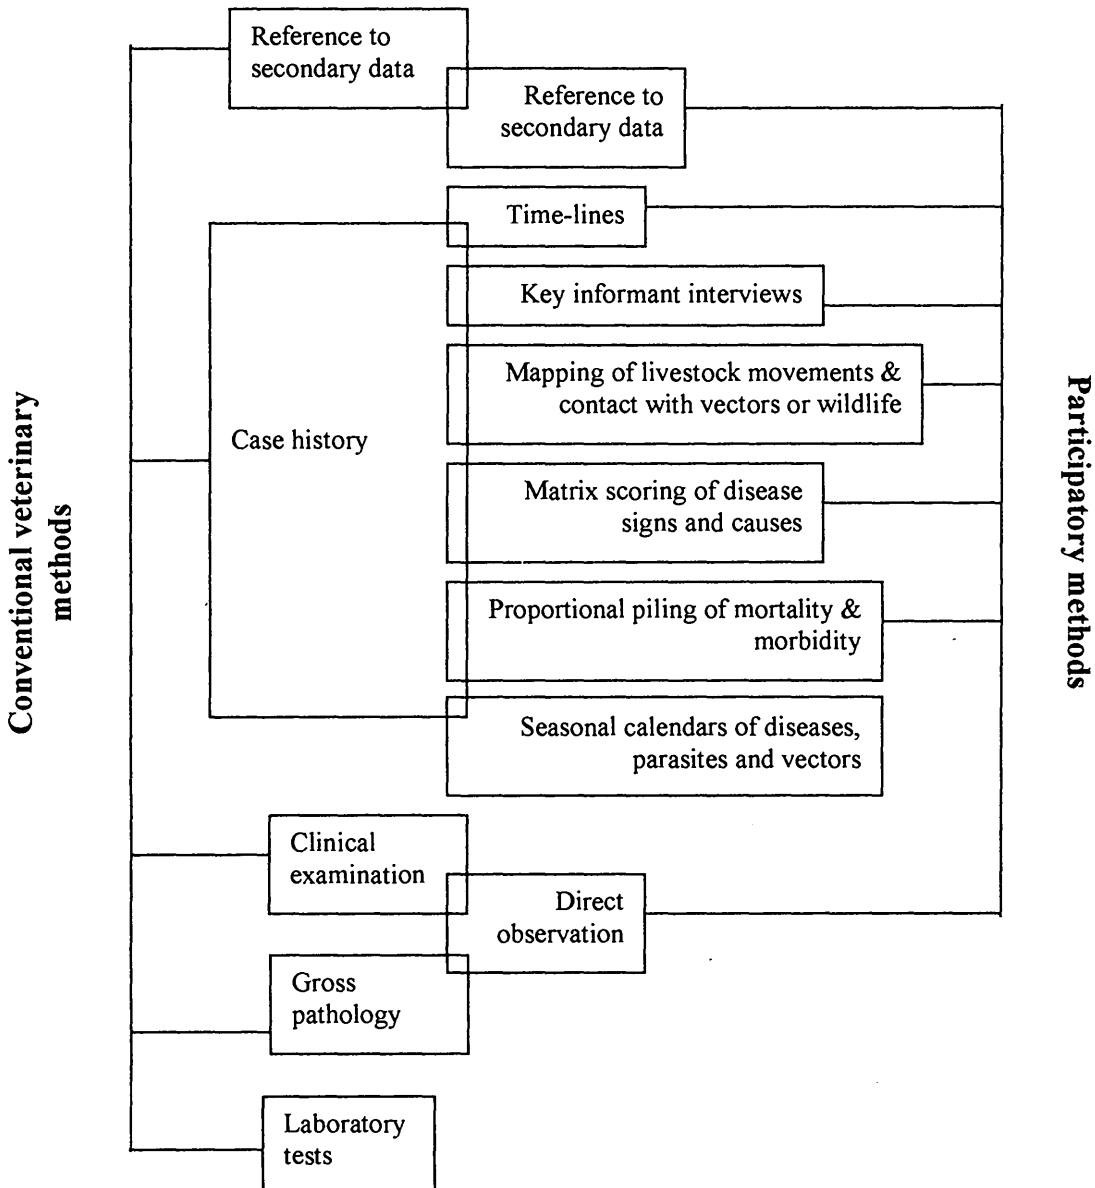 Reference to
secondary data
Reference to
secondary data
Time-lines
Key informant interviews
Mapping of livestock movements &
contact with vectors or wildlife
Case history
Matrix scoring of disease
signs and causes
Proportional piling of mortality &
morbidity
Seasonal calendars of diseases,
parasites and vectors
Clinical
examination
Direct
observation
Gross
pathology
Laboratory
tests
Conventional veterinary
methods
Participatory methods